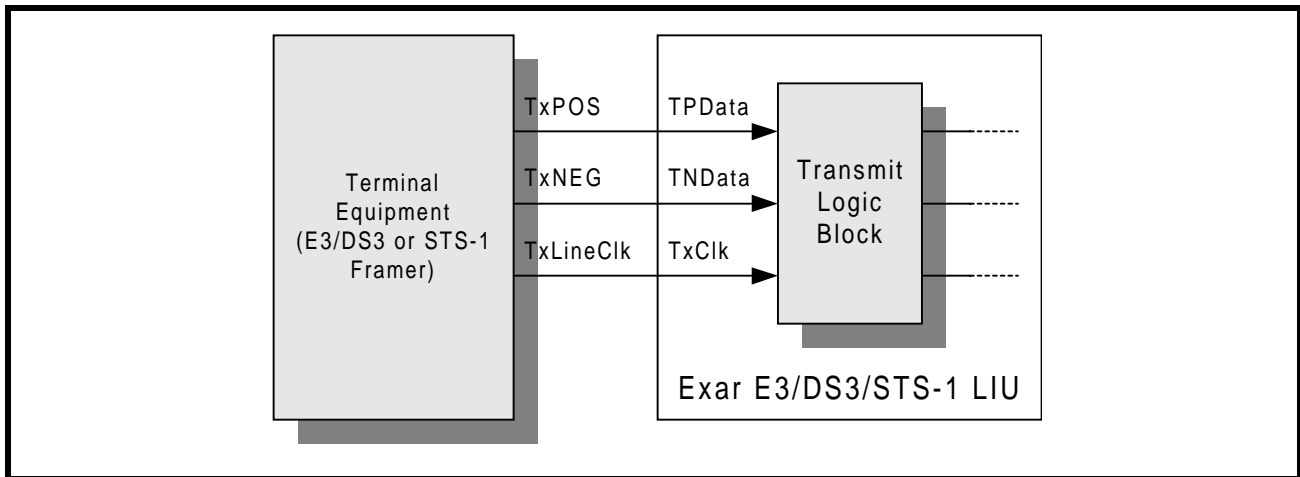 TxPOS
TPData
TxNEG
TNData
TxLineClk
TxClk
Terminal
Equipment
(E3/DS3 or STS-1
Framer)
Transmit
Logic
Block
Exar E3/DS3/STS-1 LIU